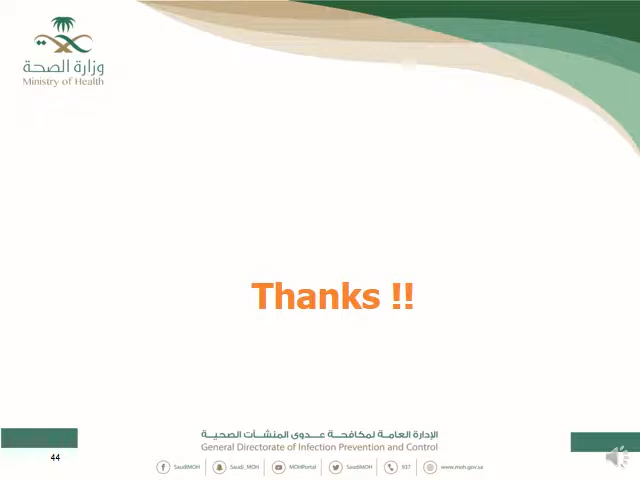 وزارة الصحة
Ministry of Health
Thanks !!
الإدارة العامة لمكافحة عدوى المنشآت الصحية
General Directorate of Infection Prevention and Control
44
SaudiMOH
Saudi_MOH
MOHPortal
SaudiMOH
937
www.moh.gov.sa